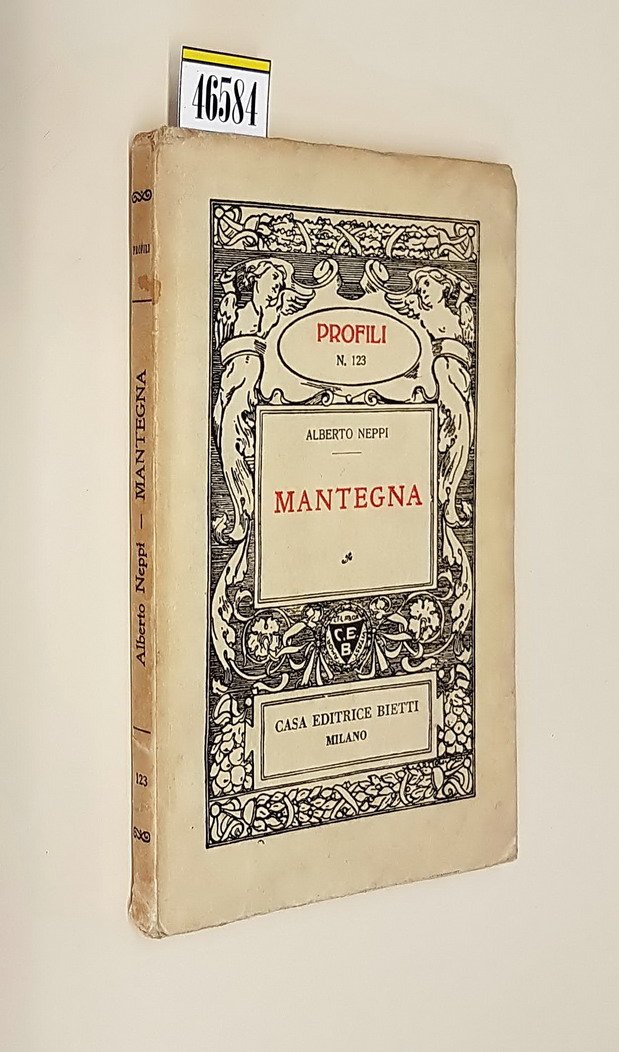 46584
PROFILI
N. 123
ALBERTO NEPPI
MANTEGNA
C.E.
B
CASA EDITRICE BIETTI
MILANO
PROFILI
Alberto Neppi — MANTEGNA
123